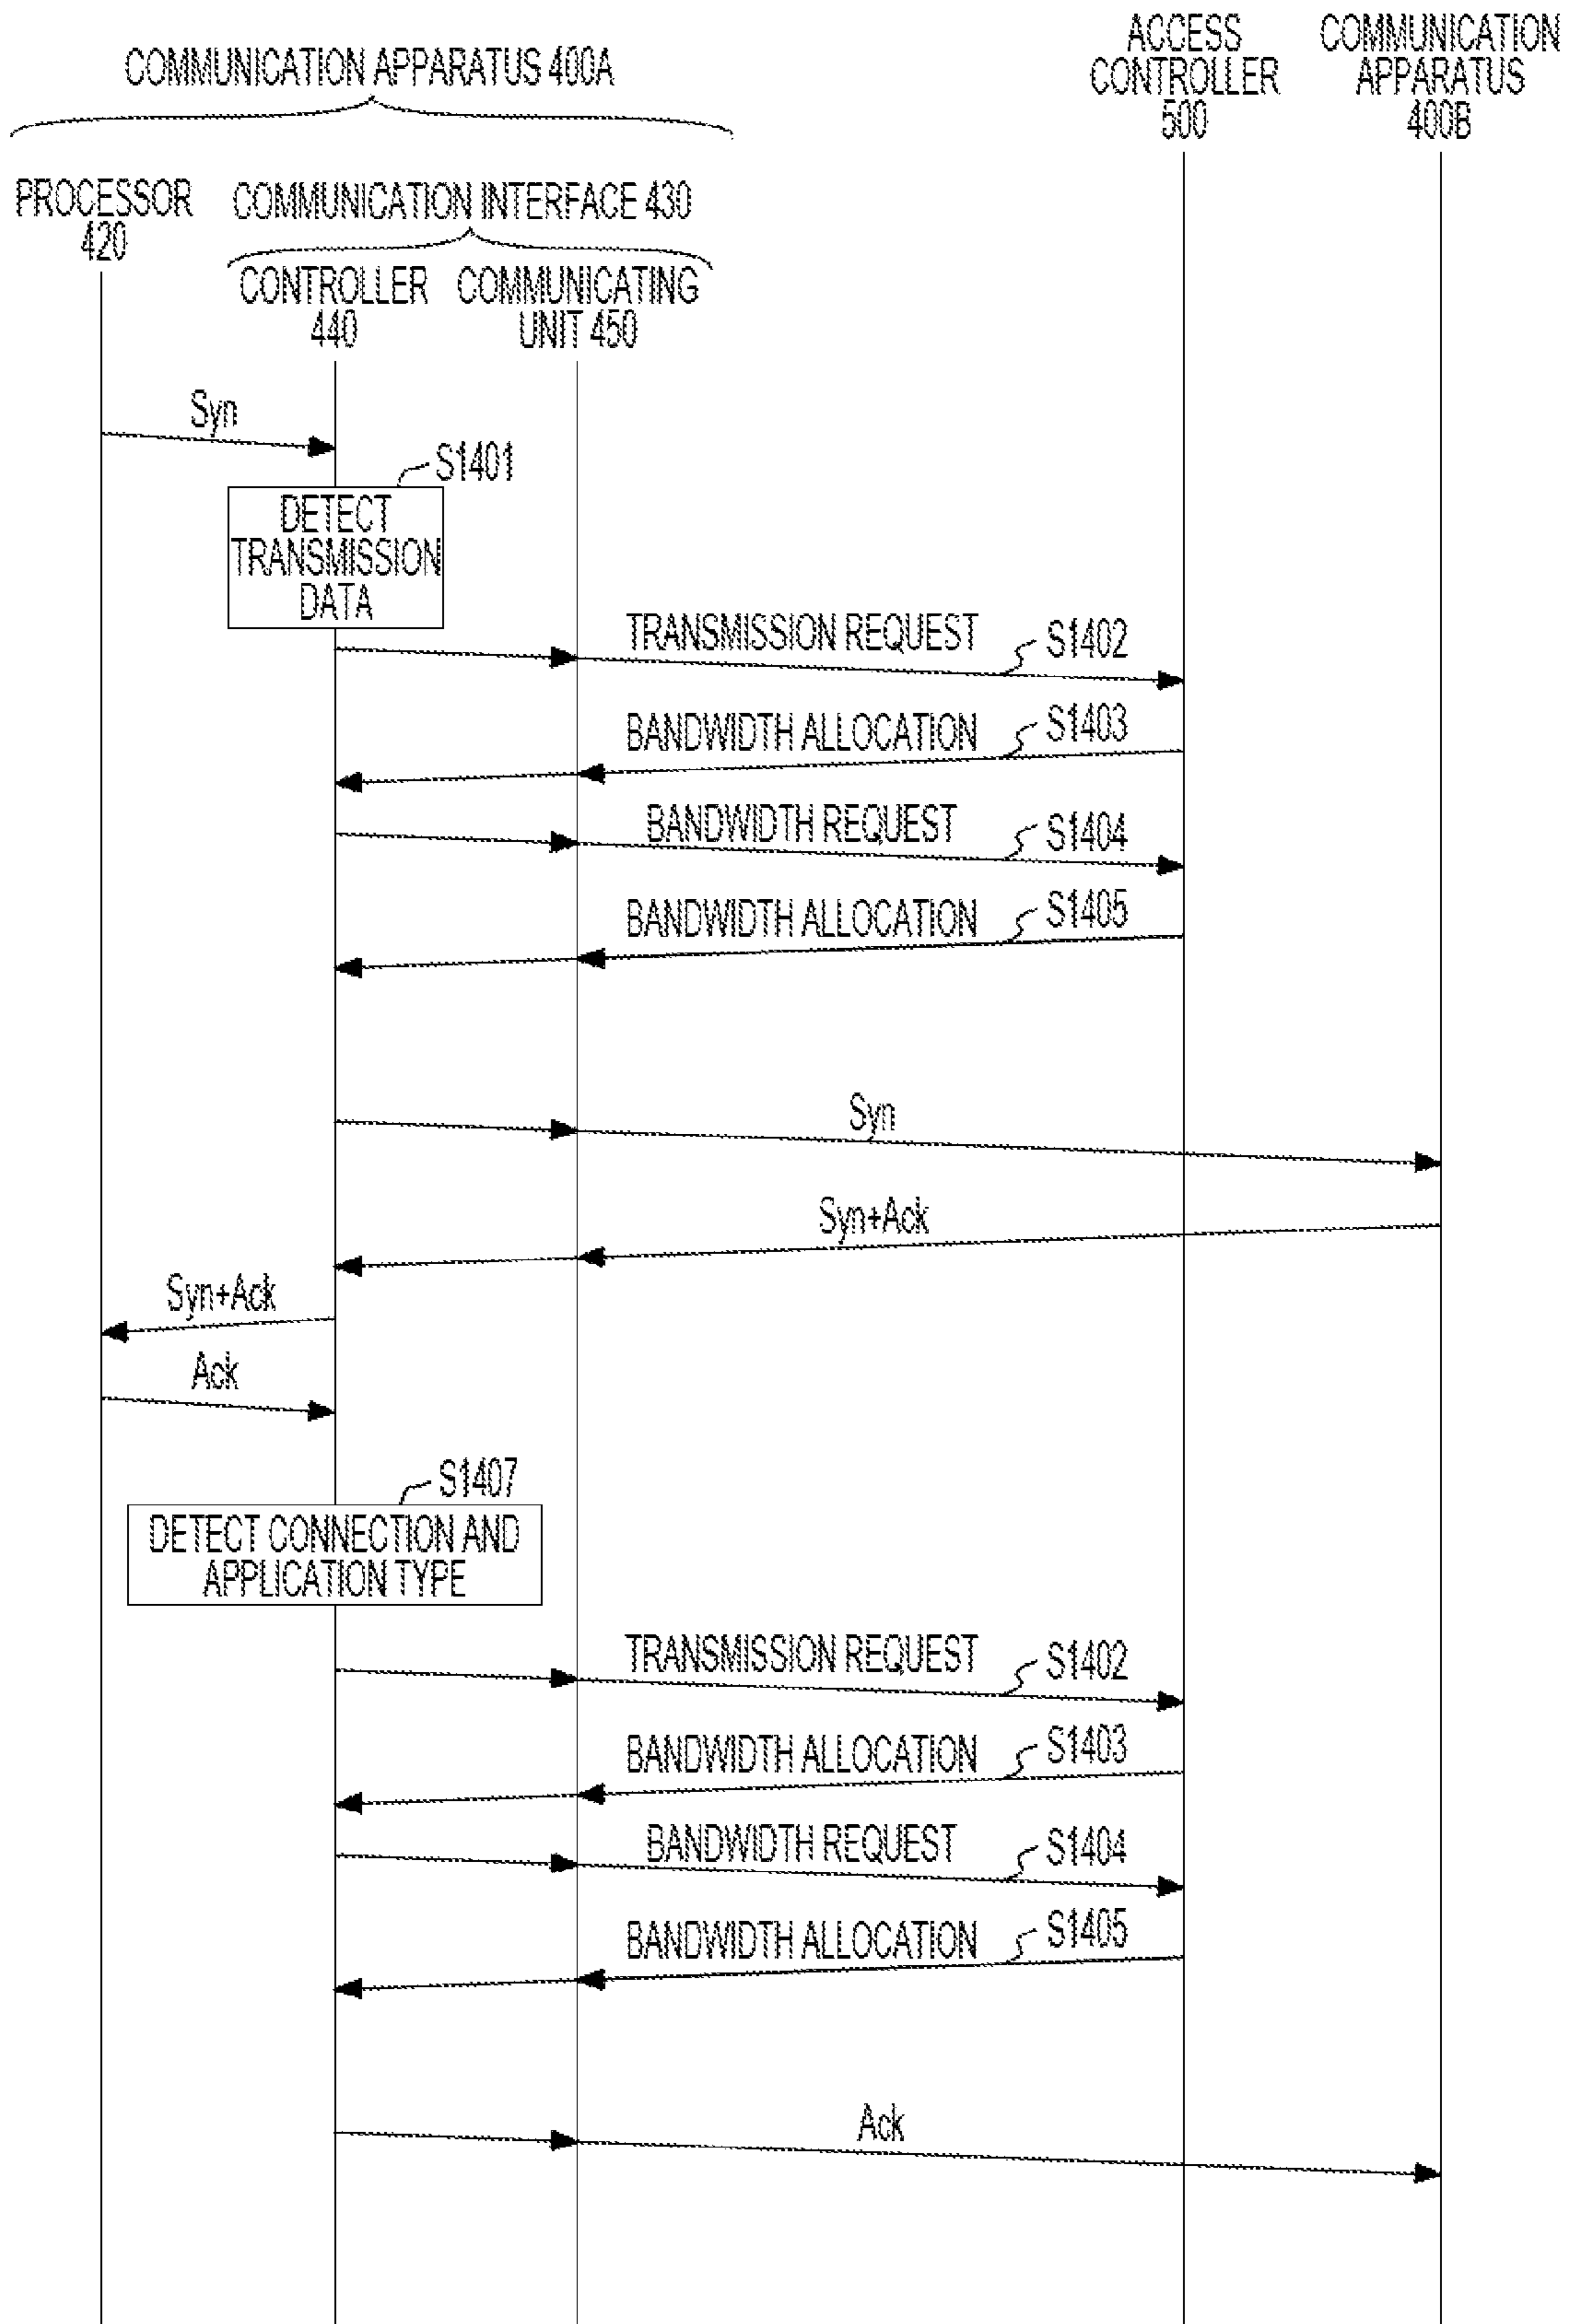 COMMUNICATION APPARATUS 400A
ACCESS
CONTROLLER
500
COMMUNICATION
APPARATUS
400B
PROCESSOR
420
COMMUNICATION INTERFACE 430
CONTROLLER
440
COMMUNICATING
UNIT 450
Syn
S1401
DETECT
TRANSMISSION
DATA
TRANSMISSION REQUEST
S1402
BANDWIDTH ALLOCATION
S1403
BANDWIDTH REQUEST
S1404
BANDWIDTH ALLOCATION
S1405
Syn
Syn+Ack
Syn+Ack
Ack
S1407
DETECT CONNECTION AND
APPLICATION TYPE
TRANSMISSION REQUEST
S1402
BANDWIDTH ALLOCATION
S1403
BANDWIDTH REQUEST
S1404
BANDWIDTH ALLOCATION
S1405
Ack